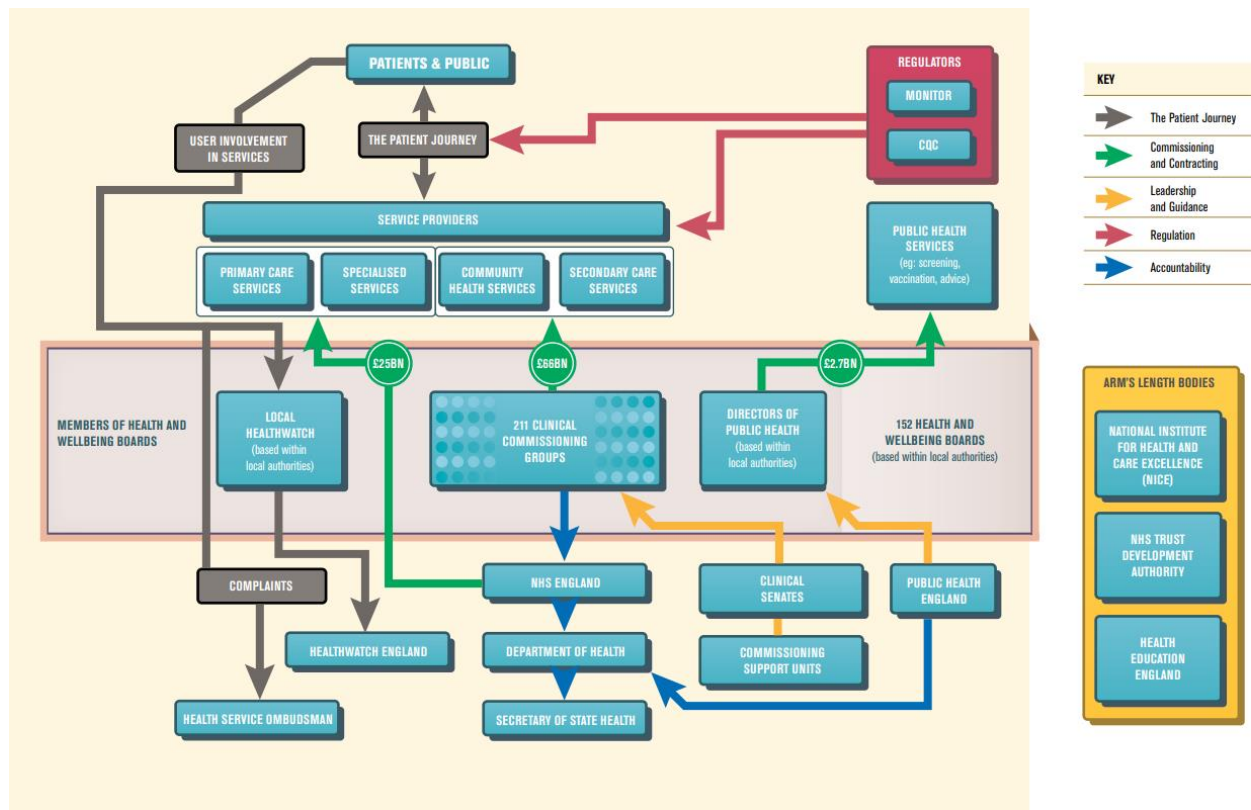 PATIENTS & PUBLIC
USER INVOLVEMENT
IN SERVICES
THE PATIENT JOURNEY
REGULATORS
MONITOR
CQC
SERVICE PROVIDERS
PRIMARY CARE
SERVICES
SPECIALISED
SERVICES
COMMUNITY
HEALTH SERVICES
SECONDARY CARE
SERVICES
PUBLIC HEALTH
SERVICES
(eg: screening,
vaccination, advice)
£25BN
£66BN
£2.7BN
MEMBERS OF HEALTH AND
WELLBEING BOARDS
LOCAL
HEALTHWATCH
(based within
local authorities)
211 CLINICAL
COMMISSIONING
GROUPS
DIRECTORS OF
PUBLIC HEALTH
(based within
local authorities)
152 HEALTH AND
WELLBEING BOARDS
(based within local authorities)
COMPLAINTS
NHS ENGLAND
CLINICAL
SENATES
PUBLIC HEALTH
ENGLAND
HEALTHWATCH ENGLAND
DEPARTMENT OF HEALTH
COMMISSIONING
SUPPORT UNITS
HEALTH SERVICE OMBUDSMAN
SECRETARY OF STATE HEALTH
KEY
The Patient Journey
Commissioning
and Contracting
Leadership
and Guidance
Regulation
Accountability
ARM'S LENGTH BODIES
NATIONAL INSTITUTE
FOR HEALTH AND
CARE EXCELLENCE
(NICE)
NHS TRUST
DEVELOPMENT
AUTHORITY
HEALTH
EDUCATION
ENGLAND